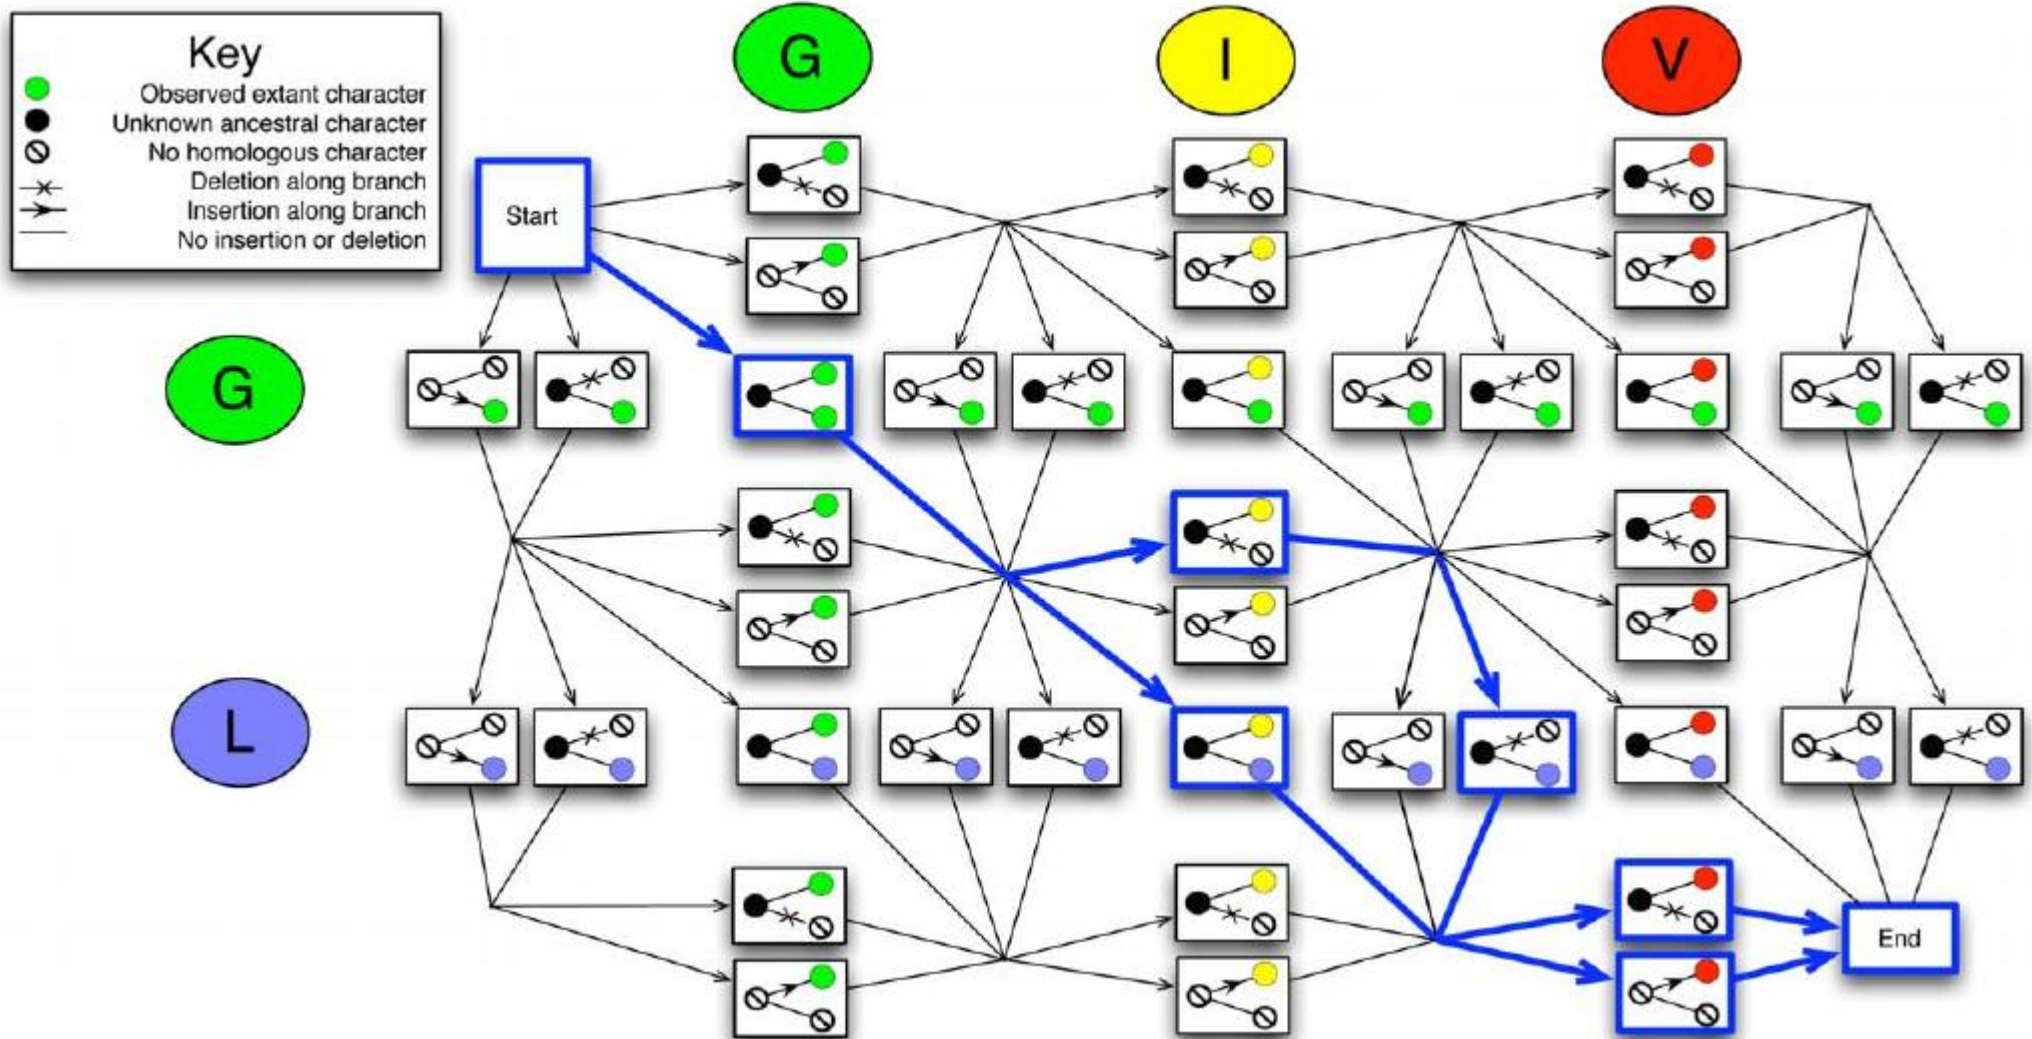 Key
Observed extant character
Unknown ancestral character
No homologous character
Deletion along branch
Insertion along branch
No insertion or deletion
G
I
V
Start
G
L
End